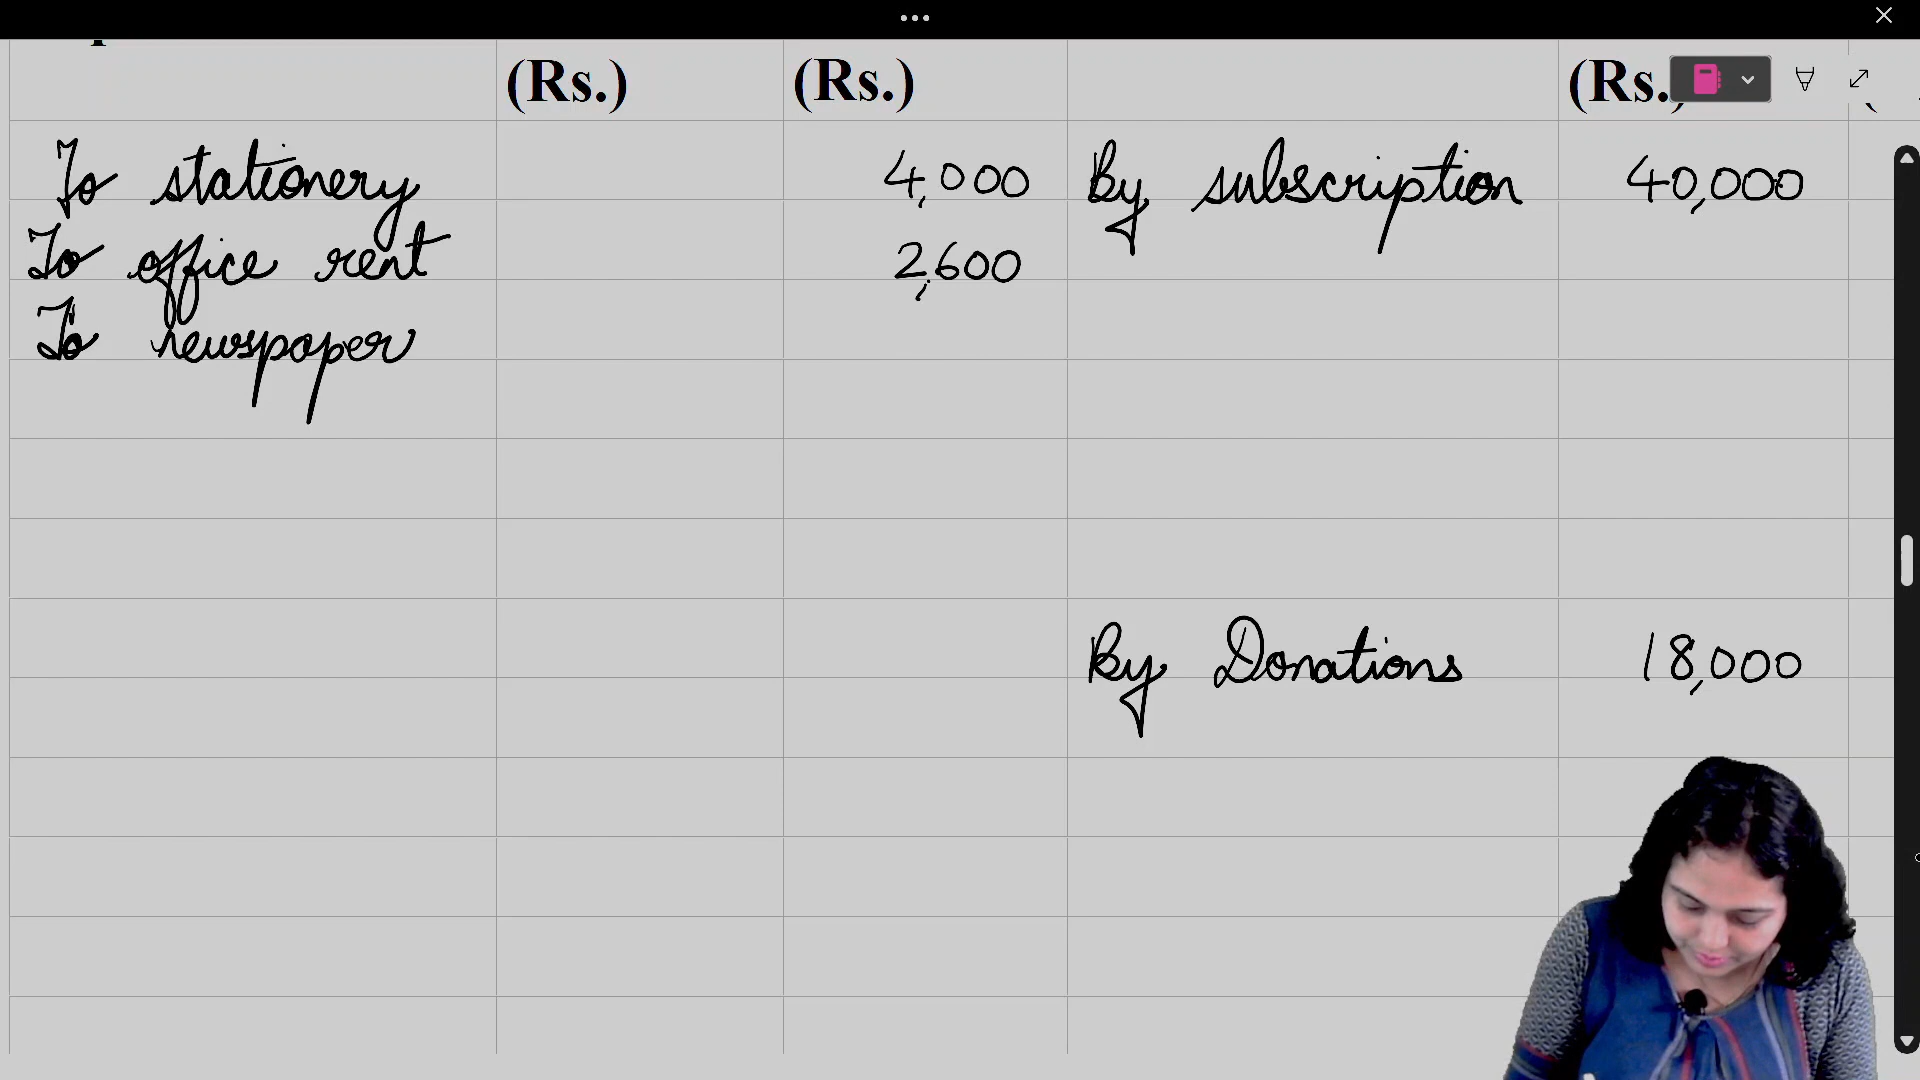 (Rs.) (Rs.) (Rs.)
To stationery 4,000 By subscription 40,000
To office rent 2,600
To newspaper
By Donations 18,000